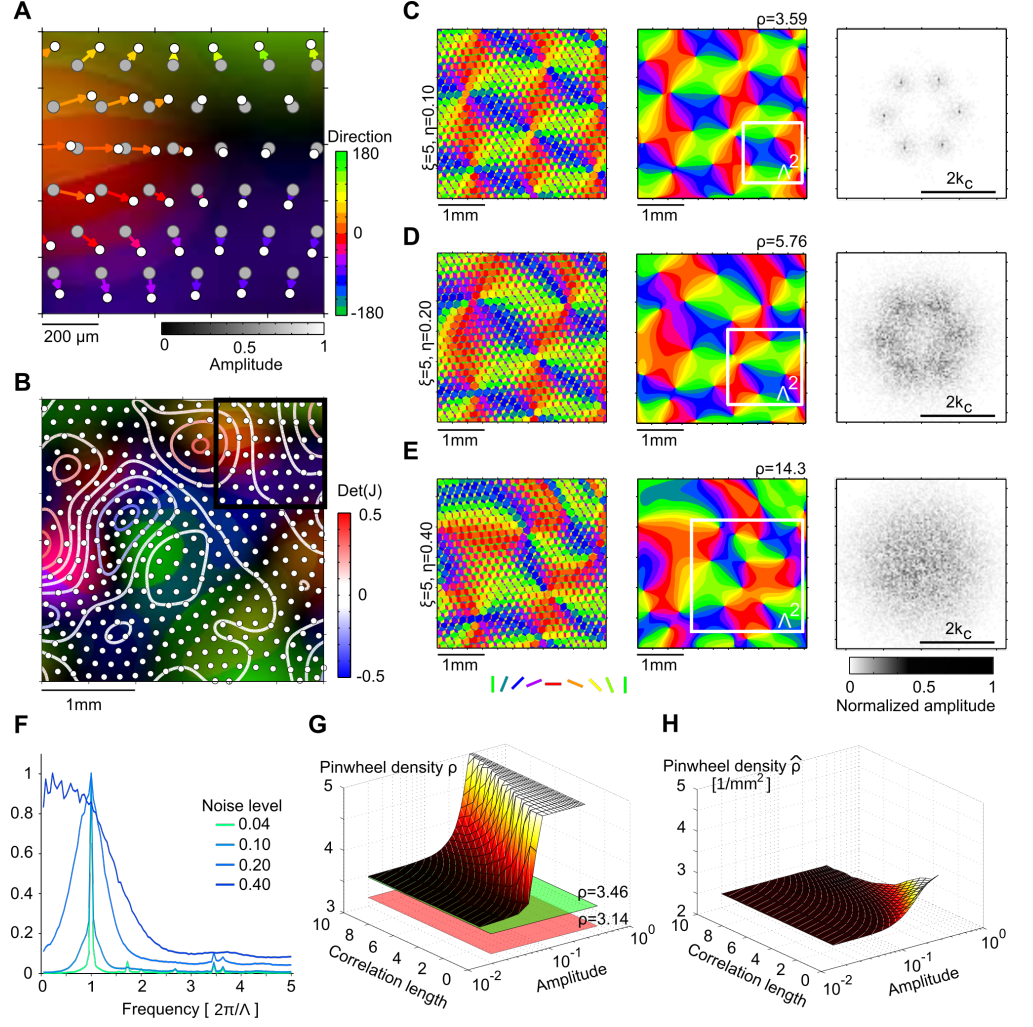 A
Direction
180
0
-180
200 µm
0
0.5
1
Amplitude
B
Det(J)
0.5
0
-0.5
1mm
C
ξ=5, η=0.10
1mm
ρ=3.59
Λ²
1mm
2k_c
D
ξ=5, η=0.20
1mm
ρ=5.76
Λ²
1mm
2k_c
E
ξ=5, η=0.40
1mm
ρ=14.3
Λ²
1mm
2k_c
0
0.5
1
Normalized amplitude
F
1
0.8
0.6
0.4
0.2
0
0 1 2 3 4 5
Frequency [ 2π/Λ]
Noise level
0.04
0.10
0.20
0.40
G
Pinwheel density ρ
5
4
3
ρ=3.46
ρ=3.14
10 8 6 4 2 0
Correlation length
10⁻² 10⁻¹ 10⁰
Amplitude
H
Pinwheel density ρ̂
[1/mm²]
5
4
3
2
10 8 6 4 2 0
Correlation length
10⁻² 10⁻¹ 10⁰
Amplitude